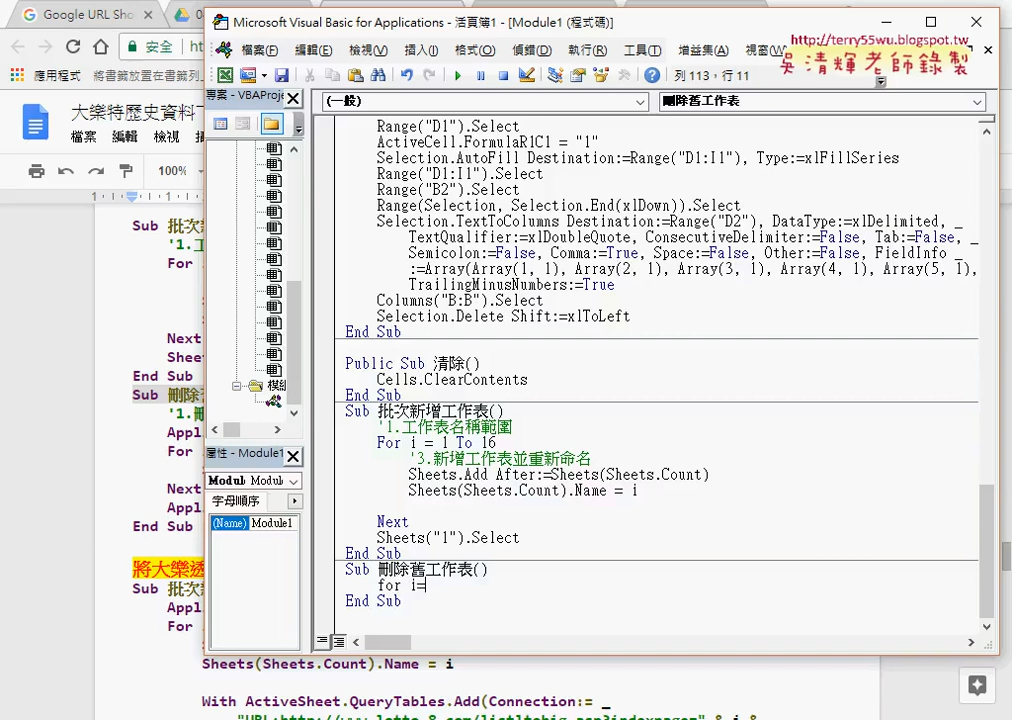 Google URL Sho
安全
應用程式
將書籤放置在書籤列
大樂特歷史資料
檔案 編輯 檢視
100%
Sub 批次
'1.工
For i
Next
Shee
End Sub
Sub 刪除
'1.刪
Appl
For
Next
Appl
End Sub
將大樂透
Sub 批次
Appl
For
Sheets(Sheets.Count).Name = i
With ActiveSheet.QueryTables.Add(Connection:= _
Microsoft Visual Basic for Applications - 活頁簿1 - [Module1 (程式碼)]
檔案(F) 編輯(E) 檢視(V) 插入(I) 格式(O) 偵錯(D) 執行(R) 工具(T) 增益集(A) 視窗(W)
http://terry55wu.blogspot.tw
吳清輝老師錄製
列 113，行 11
專案 - VBAProje
模組
屬性 - Module1
Modul Modul
字母順序
(Name) Module1
(一般) 刪除舊工作表
Range("D1").Select
ActiveCell.FormulaR1C1 = "1"
Selection.AutoFill Destination:=Range("D1:I1"), Type:=xlFillSeries
Range("D1:I1").Select
Range("B2").Select
Range(Selection, Selection.End(xlDown)).Select
Selection.TextToColumns Destination:=Range("D2"), DataType:=xlDelimited, _
TextQualifier:=xlDoubleQuote, ConsecutiveDelimiter:=False, Tab:=False, _
Semicolon:=False, Comma:=True, Space:=False, Other:=False, FieldInfo _
:=Array(Array(1, 1), Array(2, 1), Array(3, 1), Array(4, 1), Array(5, 1),
TrailingMinusNumbers:=True
Columns("B:B").Select
Selection.Delete Shift:=xlToLeft
End Sub
Public Sub 清除()
Cells.ClearContents
End Sub
Sub 批次新增工作表()
'1.工作表名稱範圍
For i = 1 To 16
'3.新增工作表並重新命名
Sheets.Add After:=Sheets(Sheets.Count)
Sheets(Sheets.Count).Name = i
Next
Sheets("1").Select
End Sub
Sub 刪除舊工作表()
for i=
End Sub